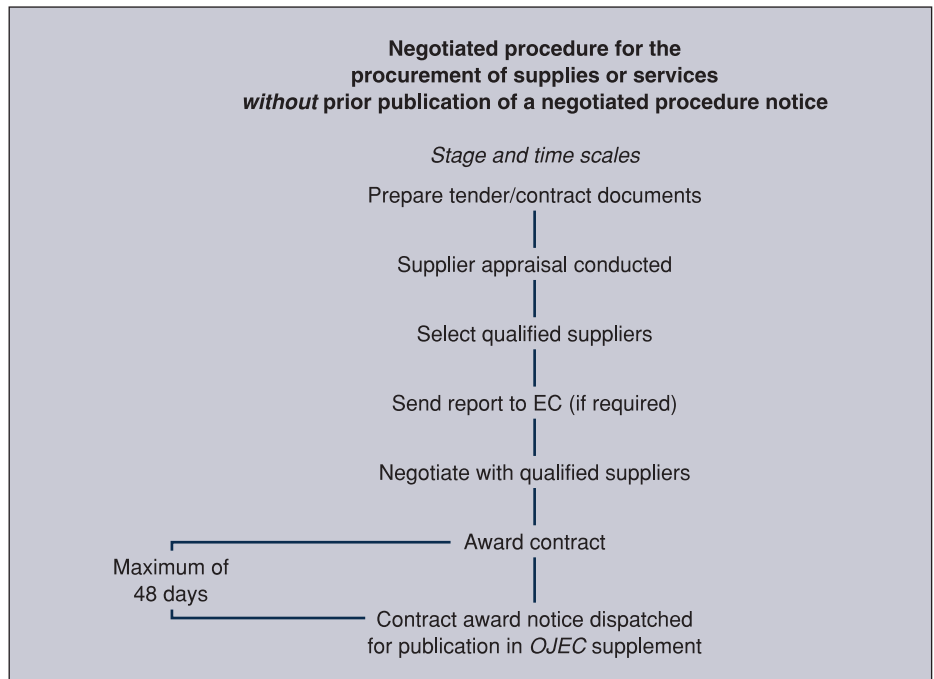 Negotiated procedure for the
procurement of supplies or services
without prior publication of a negotiated procedure notice
Stage and time scales
Prepare tender/contract documents
Supplier appraisal conducted
Select qualified suppliers
Send report to EC (if required)
Negotiate with qualified suppliers
Award contract
Maximum of
48 days
Contract award notice dispatched
for publication in OJEC supplement